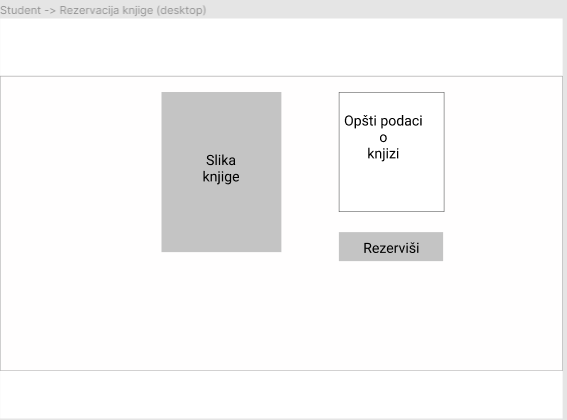 Student -> Rezervacija knjige (desktop)
Slika
knjige
Opšti podaci
o
knjizi
Rezerviši